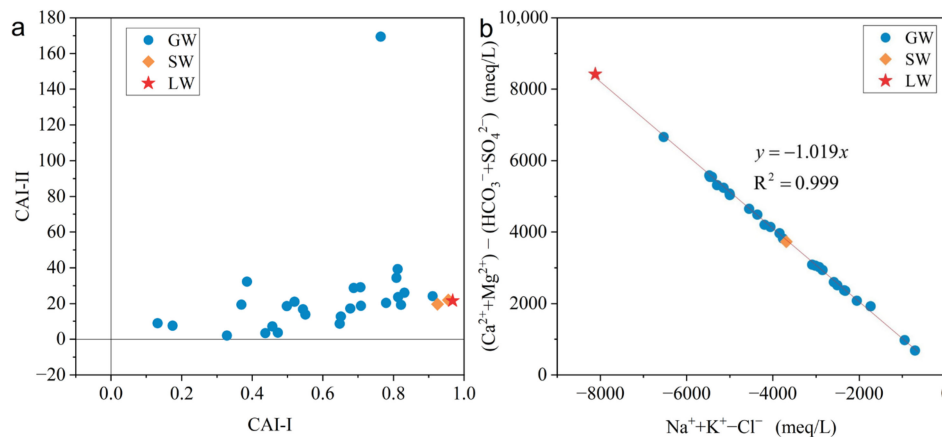 a
180
160
140
120
100
80
60
40
20
0
−20
CAI-II
GW
SW
LW
0.0
0.2
0.4
0.6
0.8
1.0
CAI-I
b
10,000
8000
6000
4000
2000
0
((Ca²⁺+Mg²⁺) − (HCO₃⁻+SO₄²⁻) (meq/L)
GW
SW
LW
y = −1.019x
R² = 0.999
−8000
−6000
−4000
−2000
Na⁺+K⁺−Cl⁻ (meq/L)